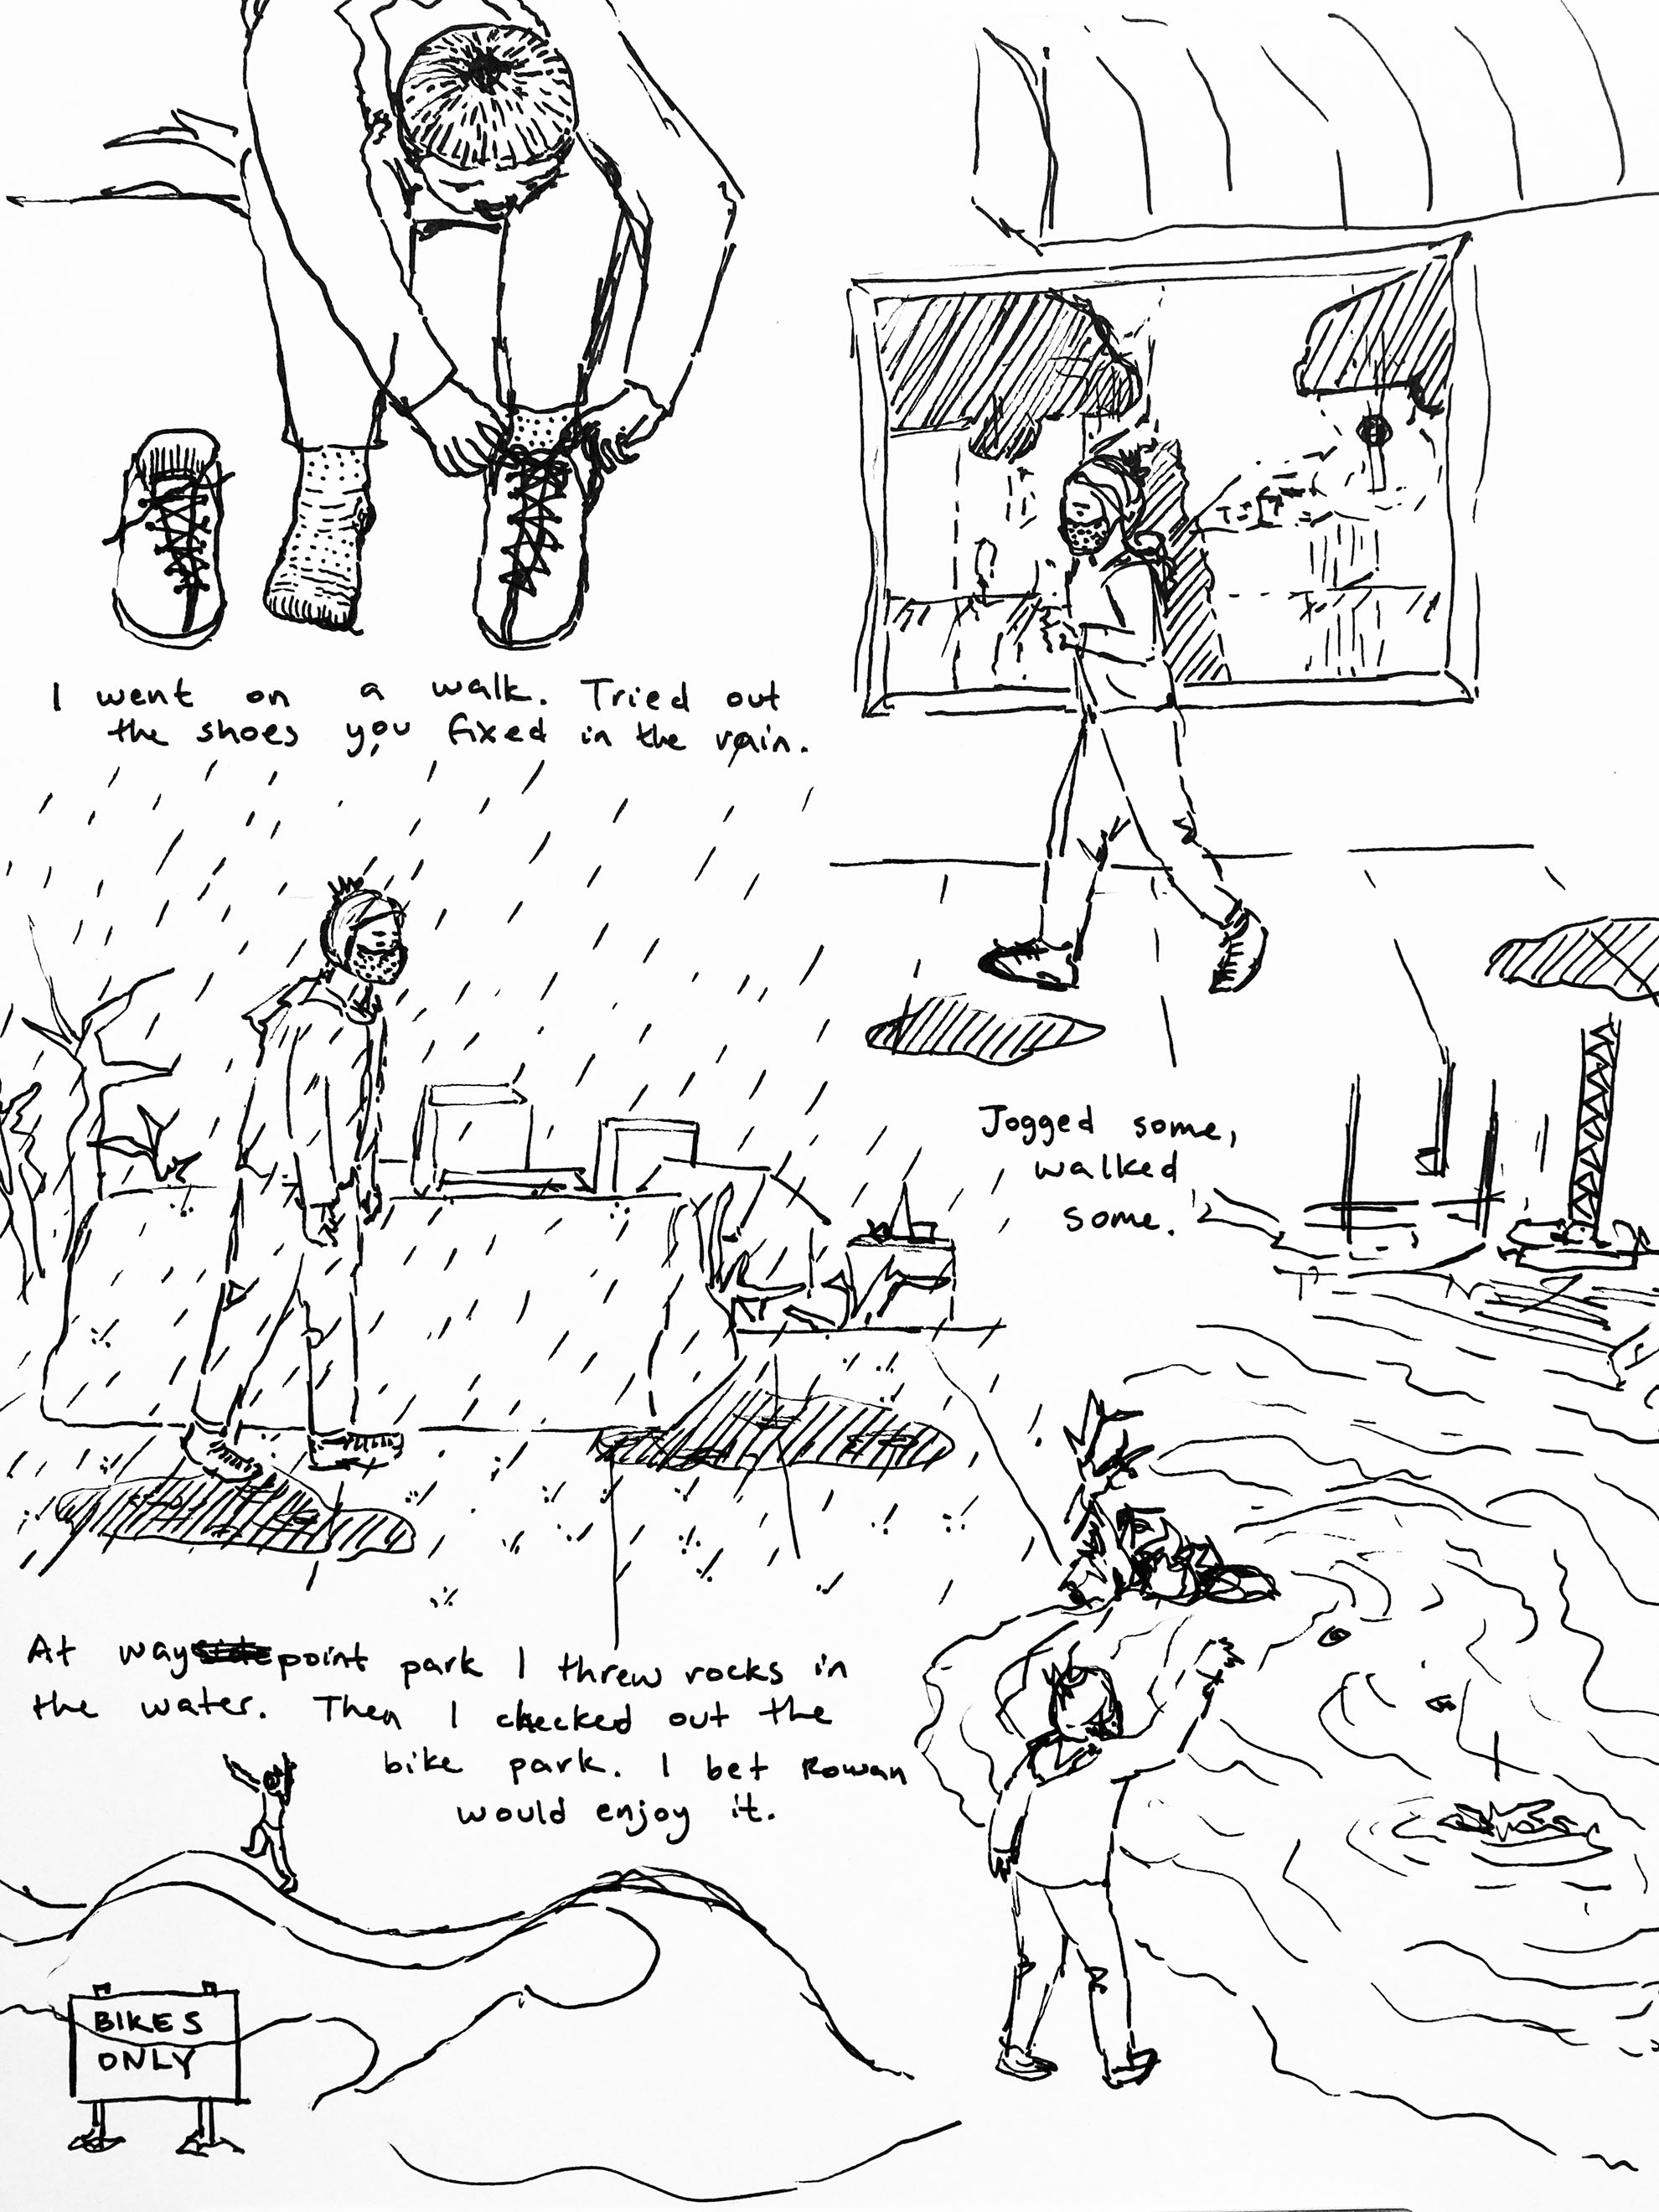 I went on a walk. Tried out
the shoes you fixed in the rain.
Jogged some,
walked
some.
At waypoint park I threw rocks in
the water. Then I checked out the
bike park. I bet Rowan
would enjoy it.
BIKES
ONLY